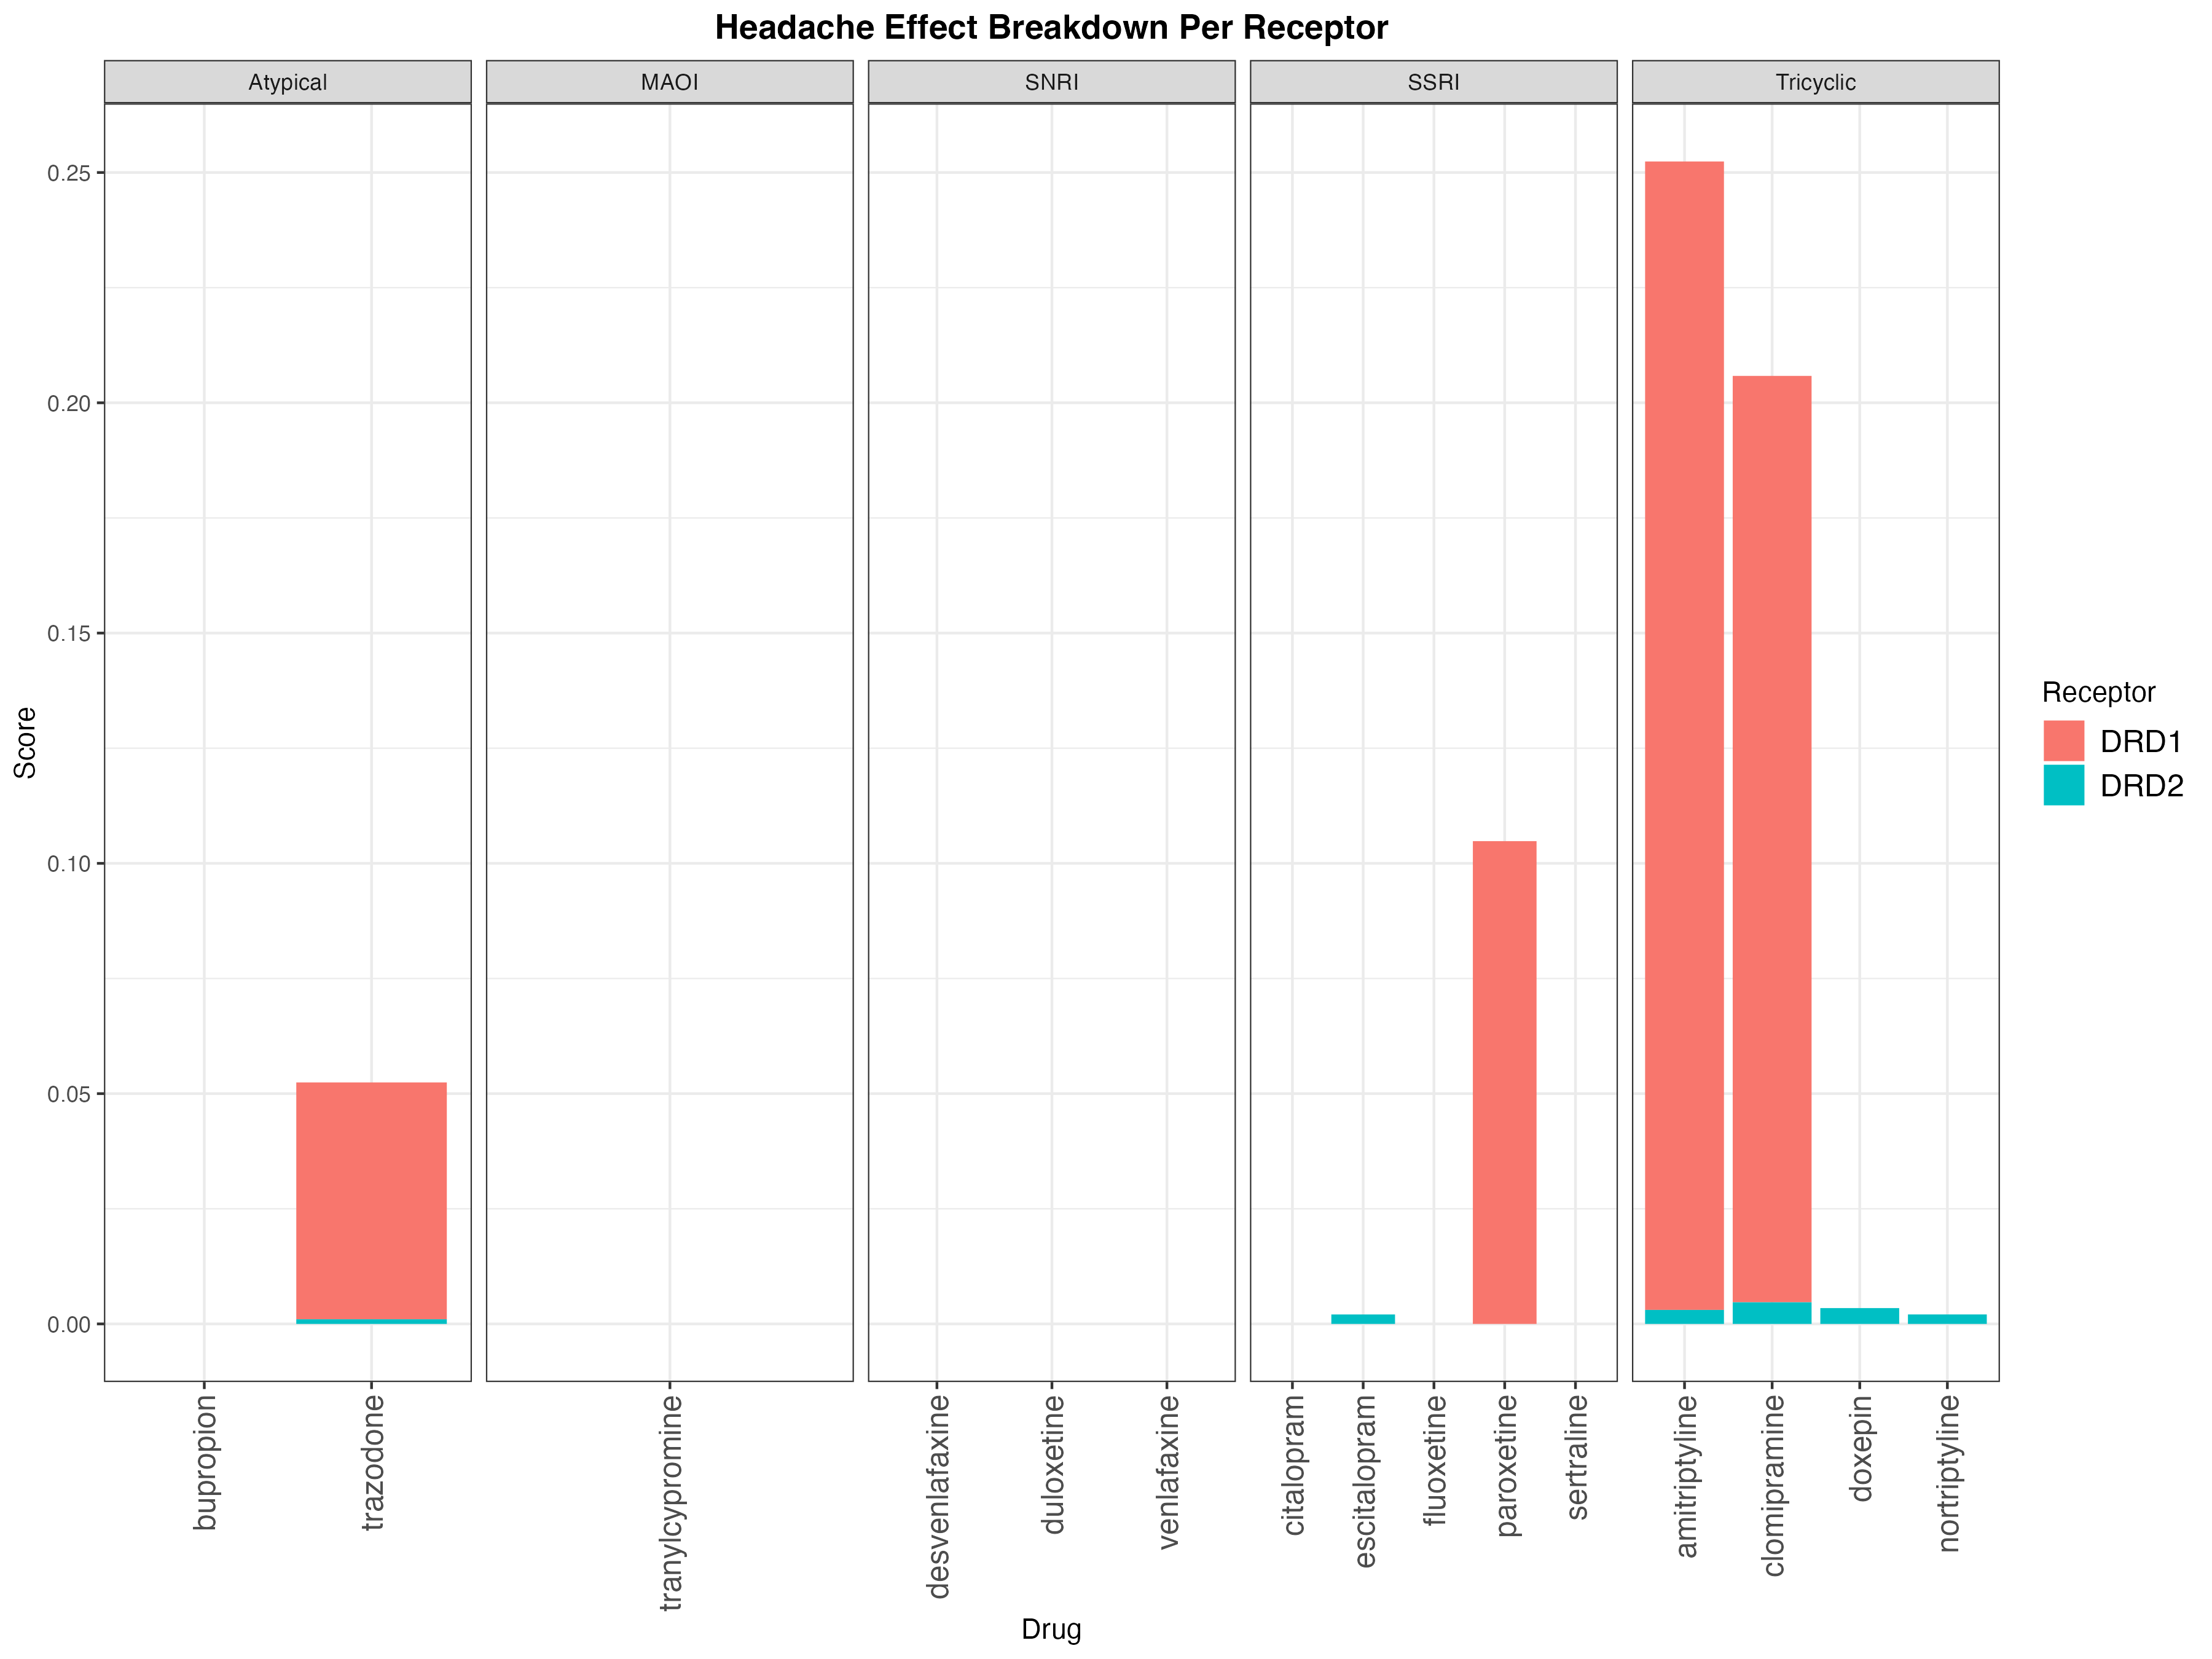 Headache Effect Breakdown Per Receptor
Atypical
MAOI
SNRI
SSRI
Tricyclic
0.25
0.20
0.15
0.10
0.05
0.00
Score
Receptor
DRD1
DRD2
bupropion
trazodone
tranylcypromine
desvenlafaxine
duloxetine
venlafaxine
citalopram
escitalopram
fluoxetine
paroxetine
sertraline
amitriptyline
clomipramine
doxepin
nortriptyline
Drug